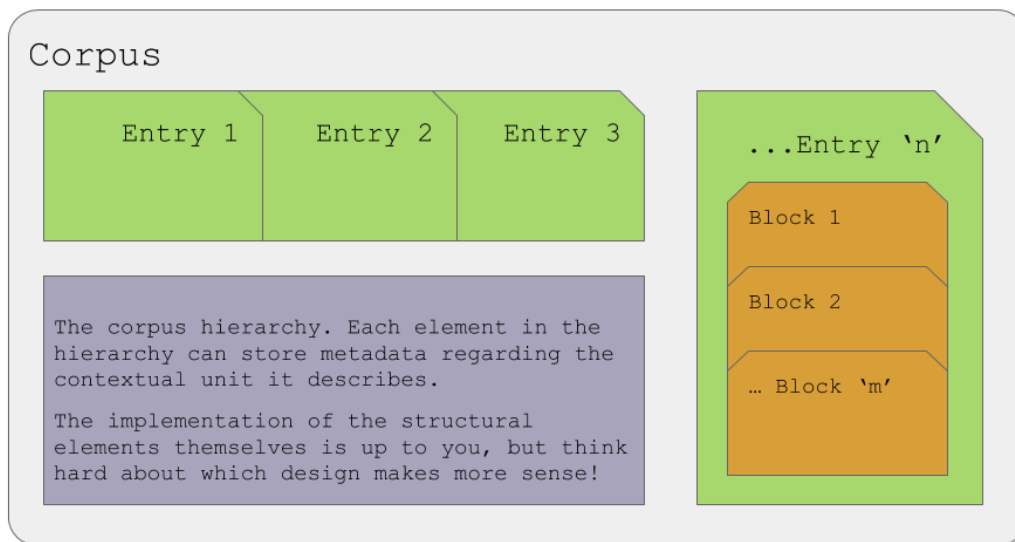 Corpus
Entry 1
Entry 2
Entry 3
...Entry ‘n’
Block 1
Block 2
… Block ‘m’
The corpus hierarchy. Each element in the
hierarchy can store metadata regarding the
contextual unit it describes.
The implementation of the structural
elements themselves is up to you, but think
hard about which design makes more sense!